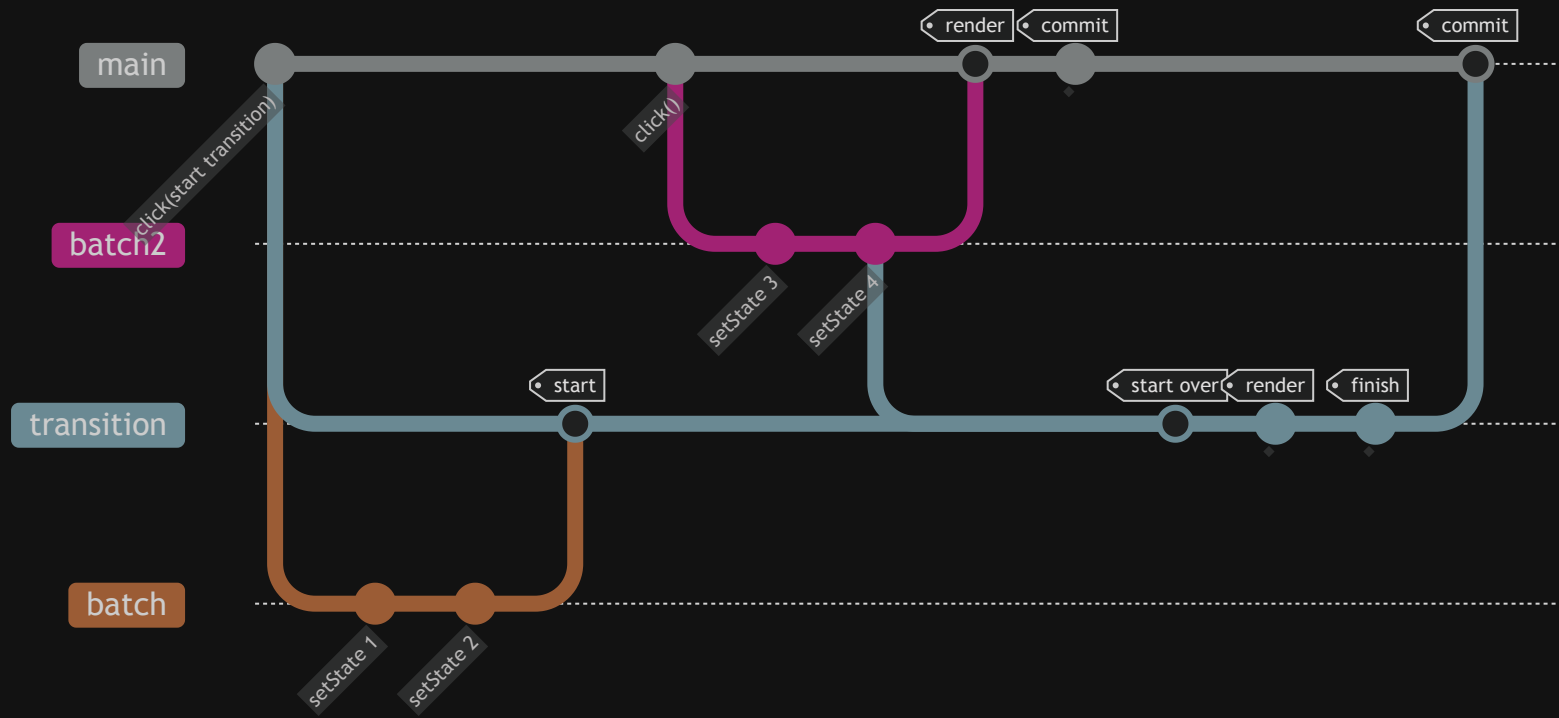 render
commit
commit
main
click(start transition)
click()
batch2
setState 3
setState 4
start
start over
render
finish
transition
batch
setState 1
setState 2